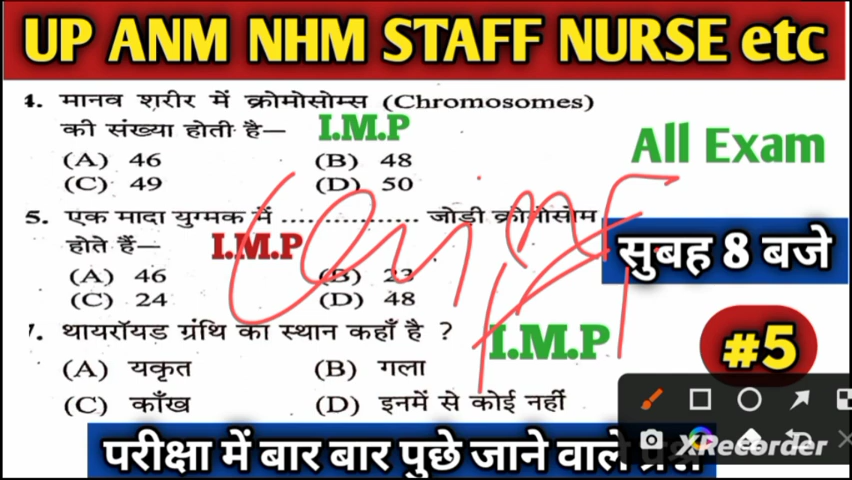 UP ANM NHM STAFF NURSE etc
4. मानव शरीर में क्रोमोसोम्स (Chromosomes)
की संख्या होती है— I.M.P
(A) 46 (B) 48
(C) 49 (D) 50
All Exam
5. एक मादा युग्मक में .................. जोड़ी क्रोमोसोम
होते हैं— I.M.P
(A) 46 (B) 23
(C) 24 (D) 48
सुबह 8 बजे
7. थायरॉयड ग्रंथि का स्थान कहाँ है ? I.M.P
(A) यकृत (B) गला
(C) काँख (D) इनमें से कोई नहीं
#5
परीक्षा में बार बार पुछे जाने वाले
XRecorder